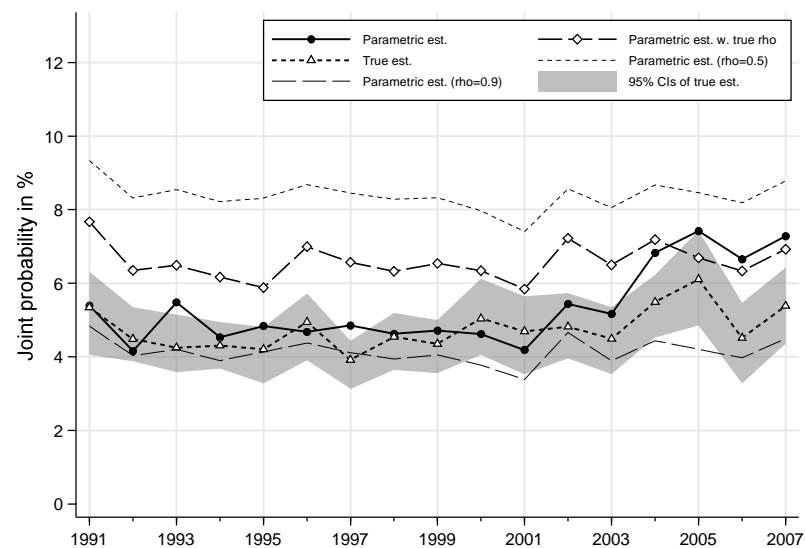 Parametric est.
True est.
Parametric est. (rho=0.9)
Parametric est. w. true rho
Parametric est. (rho=0.5)
95% CIs of true est.
Joint probability in %
12
10
8
6
4
2
0
1991 1993 1995 1997 1999 2001 2003 2005 2007